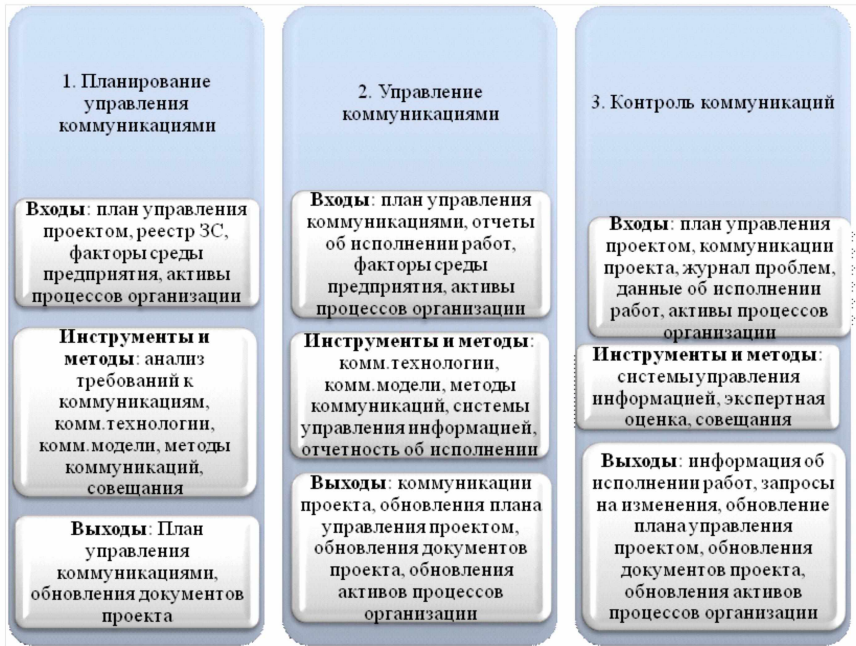 1. Планирование
управления
коммуникациями
Входы: план управления
проектом, реестр ЗС,
факторы среды
предприятия, активы
процессов организации
Инструменты и
методы: анализ
требований к
коммуникациям,
комм.технологии,
комм.модели, методы
коммуникаций,
совещания
Выходы: План
управления
коммуникациями,
обновления документов
проекта
2. Управление
коммуникациями
Входы: план управления
коммуникациями, отчеты
об исполнении работ,
факторы среды
предприятия, активы
процессов организации
Инструменты и методы:
комм.технологии,
комм.модели, методы
коммуникаций, системы
управления информацией,
отчетность об исполнении
Выходы: коммуникации
проекта, обновления плана
управления проектом,
обновления документов
проекта, обновления
активов процессов
организации
3. Контроль коммуникаций
Входы: план управления
проектом, коммуникации
проекта, журнал проблем,
данные об исполнении
работ, активы процессов
организации
Инструменты и методы:
системы управления
информацией, экспертная
оценка, совещания
Выходы: информация об
исполнении работ, запросы
на изменения, обновление
плана управления
проектом, обновления
документов проекта,
обновления активов
процессов организации